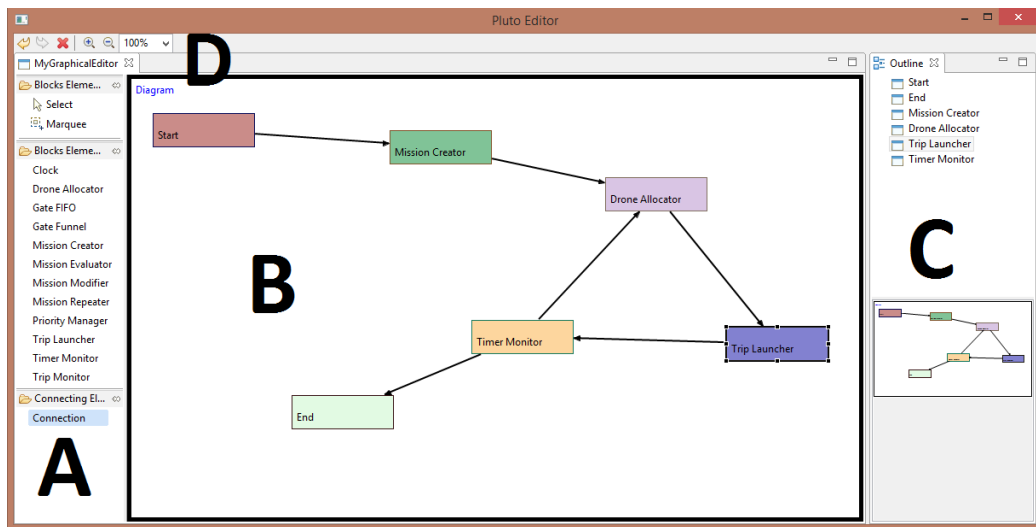 Pluto Editor
100%
D
MyGraphicalEditor
Blocks Eleme...
Select
Marquee
Blocks Eleme...
Clock
Drone Allocator
Gate FIFO
Gate Funnel
Mission Creator
Mission Evaluator
Mission Modifier
Mission Repeater
Priority Manager
Trip Launcher
Timer Monitor
Trip Monitor
Connecting El...
Connection
A
Diagram
Start
Mission Creator
Drone Allocator
B
Timer Monitor
Trip Launcher
End
Outline
Start
End
Mission Creator
Drone Allocator
Trip Launcher
Timer Monitor
C